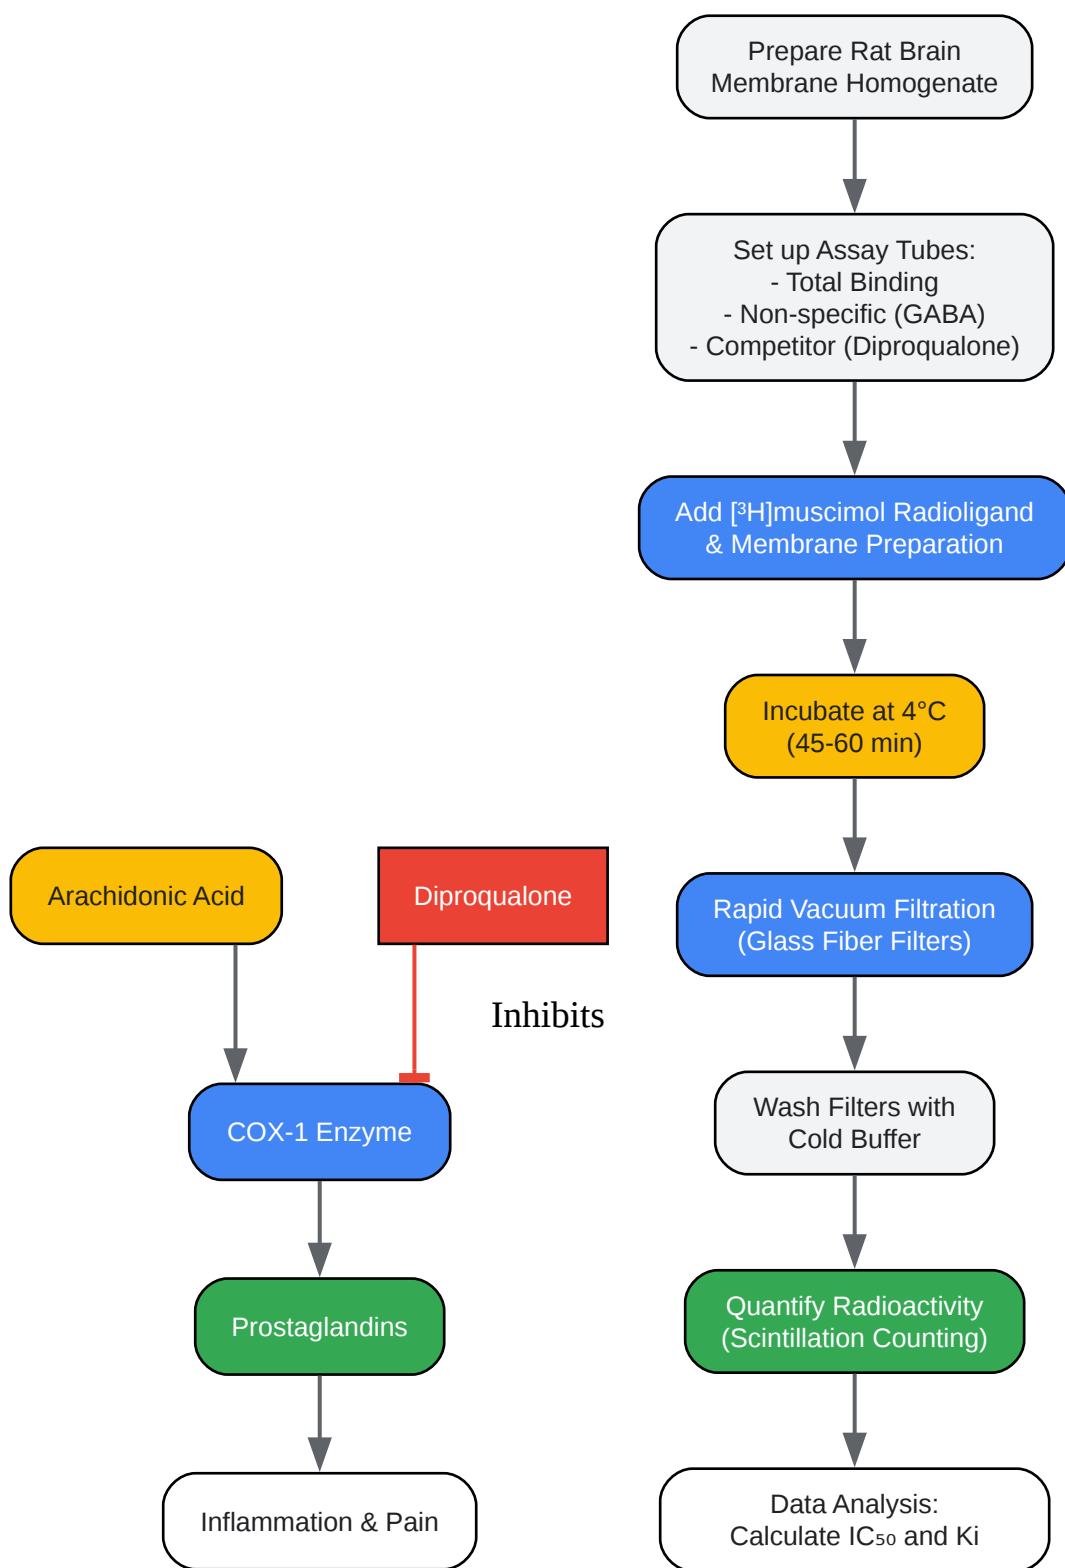 Prepare Rat Brain
Membrane Homogenate
Set up Assay Tubes:
- Total Binding
- Non-specific (GABA)
- Competitor (Diproqualone)
Add [³H]muscimol Radioligand
& Membrane Preparation
Incubate at 4°C
(45-60 min)
Rapid Vacuum Filtration
(Glass Fiber Filters)
Wash Filters with
Cold Buffer
Quantify Radioactivity
(Scintillation Counting)
Data Analysis:
Calculate IC₅₀ and Ki
Arachidonic Acid
Diproqualone
Inhibits
COX-1 Enzyme
Prostaglandins
Inflammation & Pain